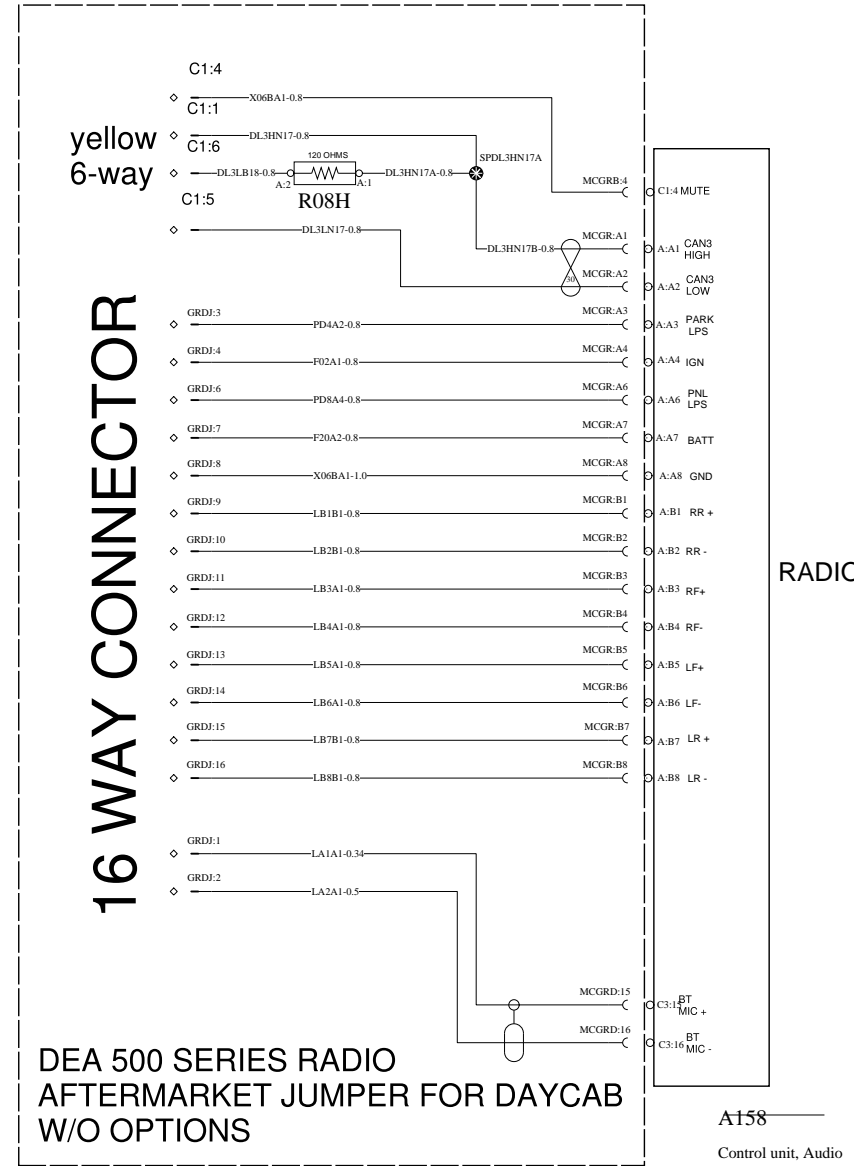 C1:4
X06BA1-0.8
C1:1
yellow
6-way
DL3HN17-0.8
C1:6
120 OHMS
SPDL3HN17A
DL3LB18-0.8
A:2
A:1
DL3HN17A-0.8
R08H
MCGRB:4
C1:4 MUTE
C1:5
DL3LN17-0.8
MCGR:A1
DL3HN17B-0.8
A:A1 CAN3 HIGH
30
MCGR:A2
A:A2 CAN3 LOW
16 WAY CONNECTOR
GRDJ:3
PD4A2-0.8
MCGR:A3
A:A3 PARK LPS
GRDJ:4
F02A1-0.8
MCGR:A4
A:A4 IGN
GRDJ:6
PD8A4-0.8
MCGR:A6
A:A6 PNL LPS
GRDJ:7
F20A2-0.8
MCGR:A7
A:A7 BATT
GRDJ:8
X06BA1-1.0
MCGR:A8
A:A8 GND
GRDJ:9
LB1B1-0.8
MCGR:B1
A:B1 RR +
GRDJ:10
LB2B1-0.8
MCGR:B2
A:B2 RR -
RADIO
GRDJ:11
LB3A1-0.8
MCGR:B3
A:B3 RF+
GRDJ:12
LB4A1-0.8
MCGR:B4
A:B4 RF-
GRDJ:13
LB5A1-0.8
MCGR:B5
A:B5 LF+
GRDJ:14
LB6A1-0.8
MCGR:B6
A:B6 LF-
GRDJ:15
LB7B1-0.8
MCGR:B7
A:B7 LR +
GRDJ:16
LB8B1-0.8
MCGR:B8
A:B8 LR -
GRDJ:1
LA1A1-0.34
GRDJ:2
LA2A1-0.5
MCGRD:15
C3:15 BT MIC +
MCGRD:16
C3:16 BT MIC -
DEA 500 SERIES RADIO
AFTERMARKET JUMPER FOR DAYCAB
W/O OPTIONS
A158
Control unit, Audio